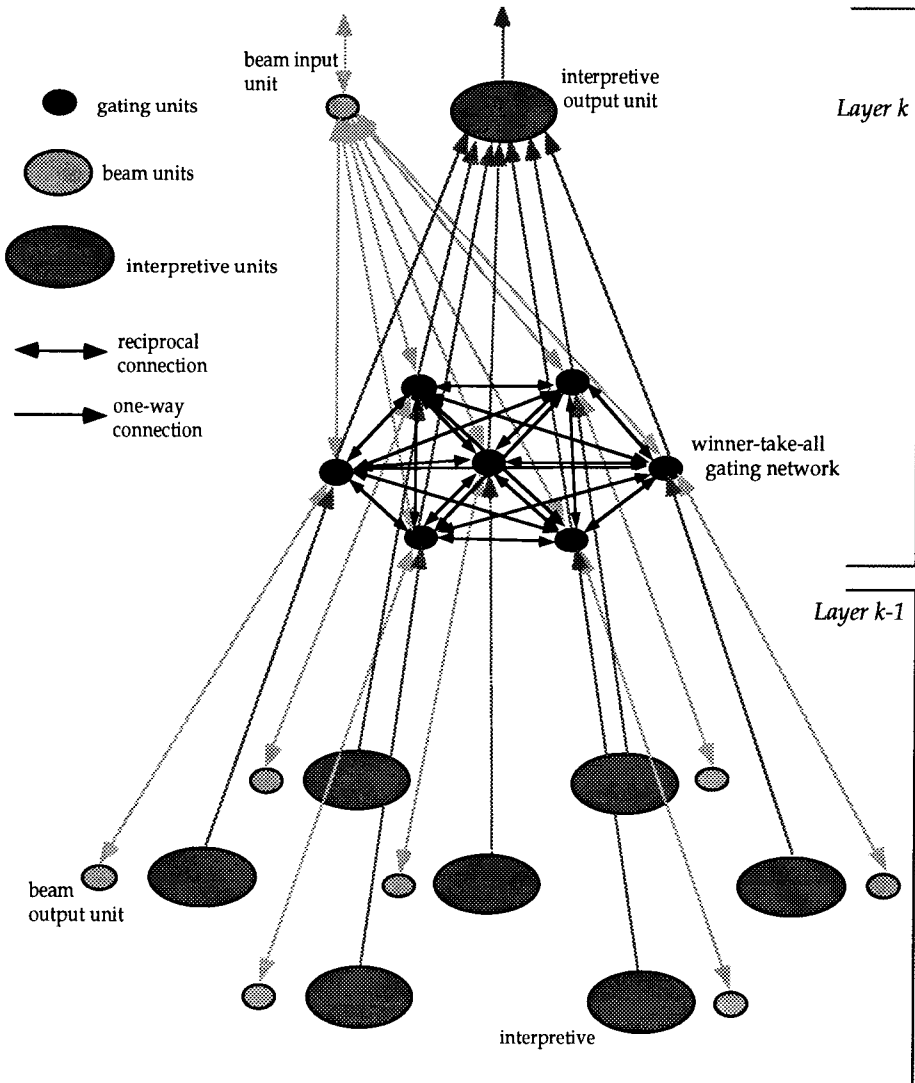 beam input
unit
interpretive
output unit
Layer k
gating units
beam units
interpretive units
reciprocal
connection
one-way
connection
winner-take-all
gating network
Layer k-1
beam
output unit
interpretive